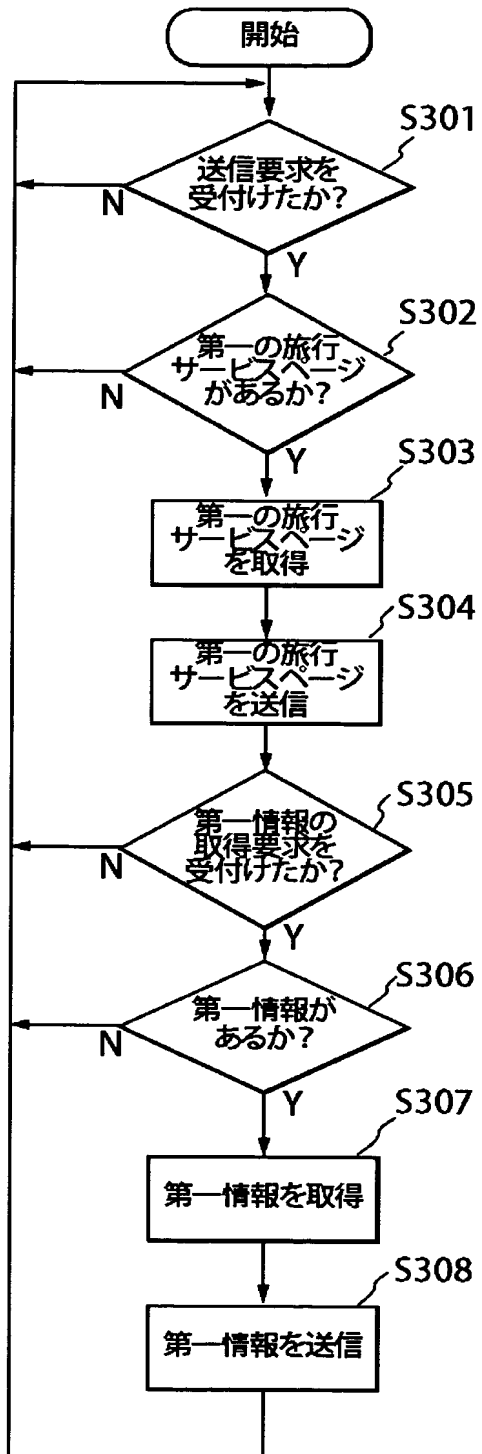 開始
S301
送信要求を
受付けたか?
N
Y
S302
第一の旅行
サービスページ
があるか?
N
Y
S303
第一の旅行
サービスページ
を取得
S304
第一の旅行
サービスページ
を送信
S305
第一情報の
取得要求を
受付けたか?
N
Y
S306
第一情報が
あるか?
N
Y
S307
第一情報を取得
S308
第一情報を送信